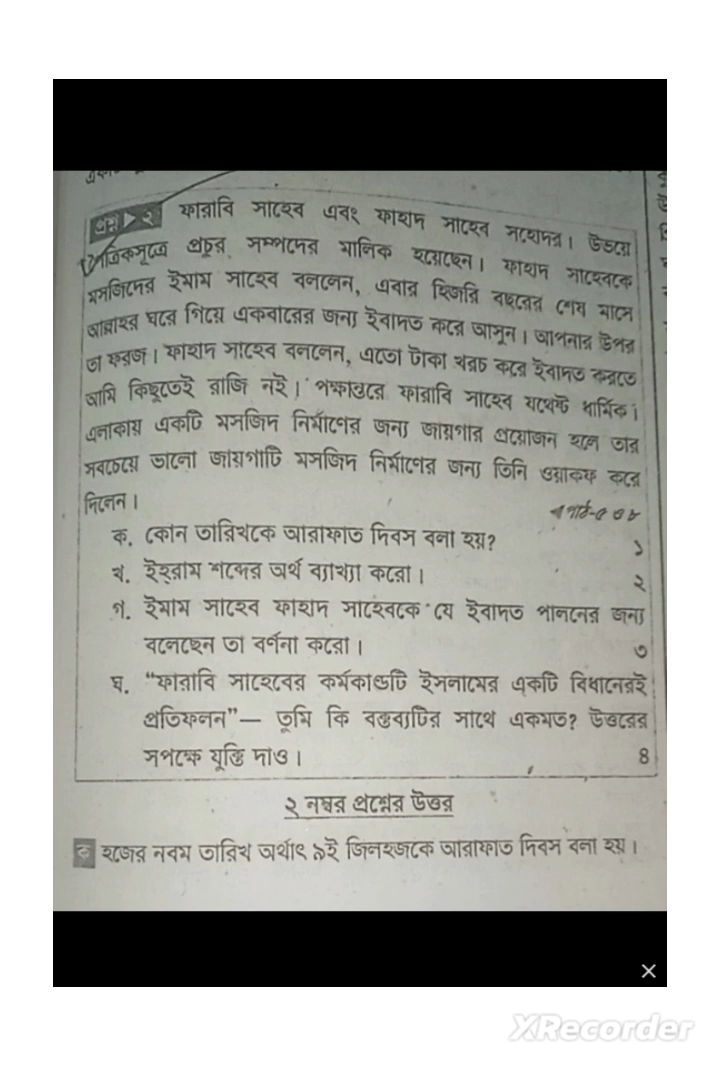 প্রশ্ন ▶ ২ ফারাবি সাহেব এবং ফাহাদ সাহেব সহোদর। উভয়ে
পৈত্রিকসূত্রে প্রচুর সম্পদের মালিক হয়েছেন। ফাহাদ সাহেবকে
মসজিদের ইমাম সাহেব বললেন, এবার হিজরি বছরের শেষ মাসে
আল্লাহর ঘরে গিয়ে একবারের জন্য ইবাদত করে আসুন। আপনার উপর
তা ফরজ। ফাহাদ সাহেব বললেন, এতো টাকা খরচ করে ইবাদত করতে
আমি কিছুতেই রাজি নই। পক্ষান্তরে ফারাবি সাহেব যথেষ্ট ধার্মিক।
এলাকায় একটি মসজিদ নির্মাণের জন্য জায়গার প্রয়োজন হলে তার
সবচেয়ে ভালো জায়গাটি মসজিদ নির্মাণের জন্য তিনি ওয়াকফ করে
দিলেন।
◀ পাঠ-৫ ও ৮
ক. কোন তারিখকে আরাফাত দিবস বলা হয়? ১
খ. ইহ্‌রাম শব্দের অর্থ ব্যাখ্যা করো। ২
গ. ইমাম সাহেব ফাহাদ সাহেবকে যে ইবাদত পালনের জন্য
বলেছেন তা বর্ণনা করো। ৩
ঘ. “ফারাবি সাহেবের কর্মকাণ্ডটি ইসলামের একটি বিধানেরই
প্রতিফলন”— তুমি কি বক্তব্যটির সাথে একমত? উত্তরের
সপক্ষে যুক্তি দাও। ৪
২ নম্বর প্রশ্নের উত্তর
ক হজের নবম তারিখ অর্থাৎ ৯ই জিলহজকে আরাফাত দিবস বলা হয়।
XRecorder